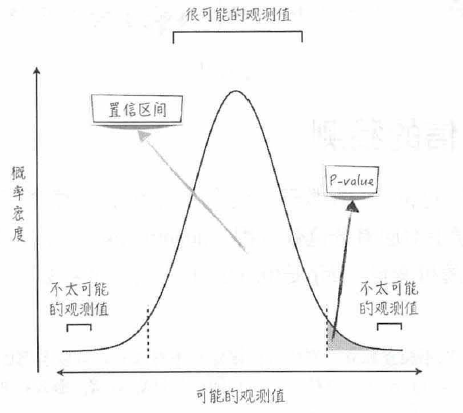 很可能的观测值
置信区间
P-value
概率密度
不太可能
的观测值
不太可能
的观测值
可能的观测值